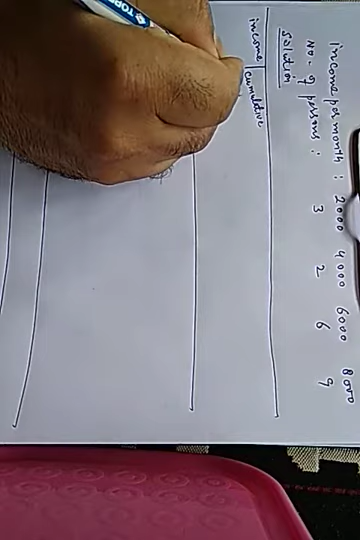 Income per month : 2000 4000 6000 8000
No. of persons : 3 2 6 9
Solution
income cumulative